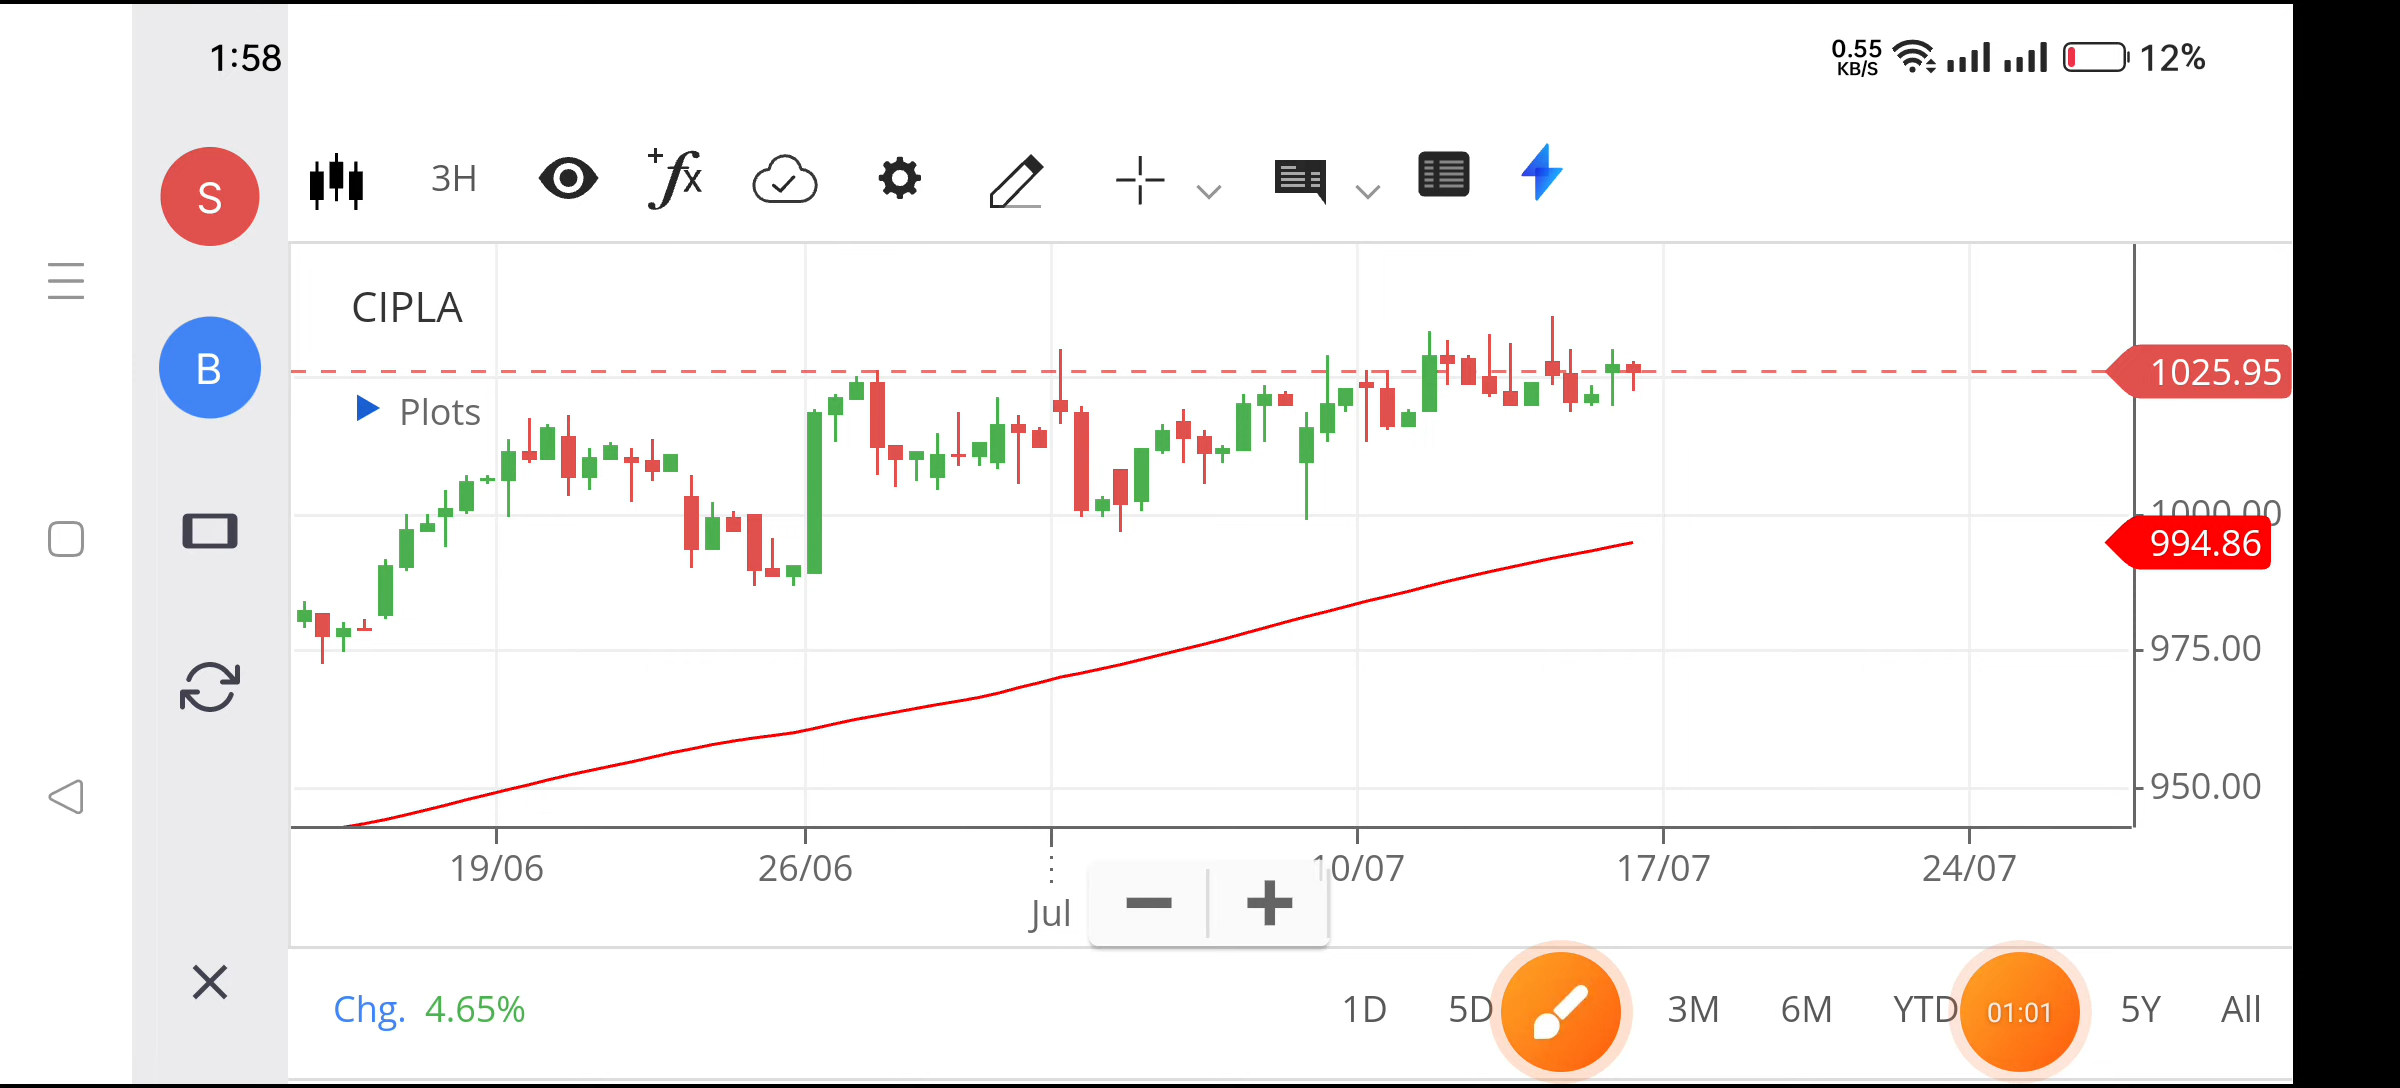 1:58
0.55
KB/S
12%
S
3H
fx
B
CIPLA
Plots
1025.95
1000.00
994.86
975.00
950.00
19/06
26/06
Jul
10/07
17/07
24/07
Chg. 4.65%
1D
5D
3M
6M
YTD
01:01
5Y
All